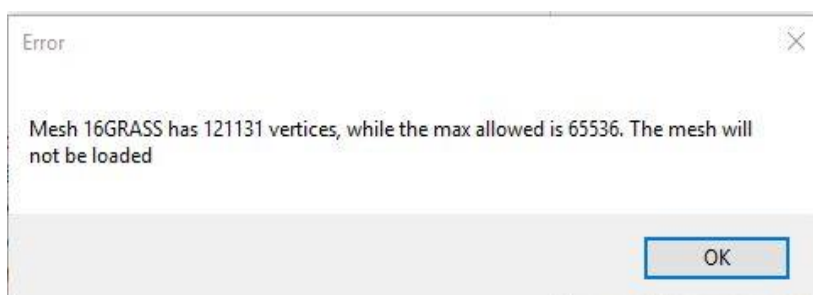 Error
Mesh 16GRASS has 121131 vertices, while the max allowed is 65536. The mesh will
not be loaded
OK